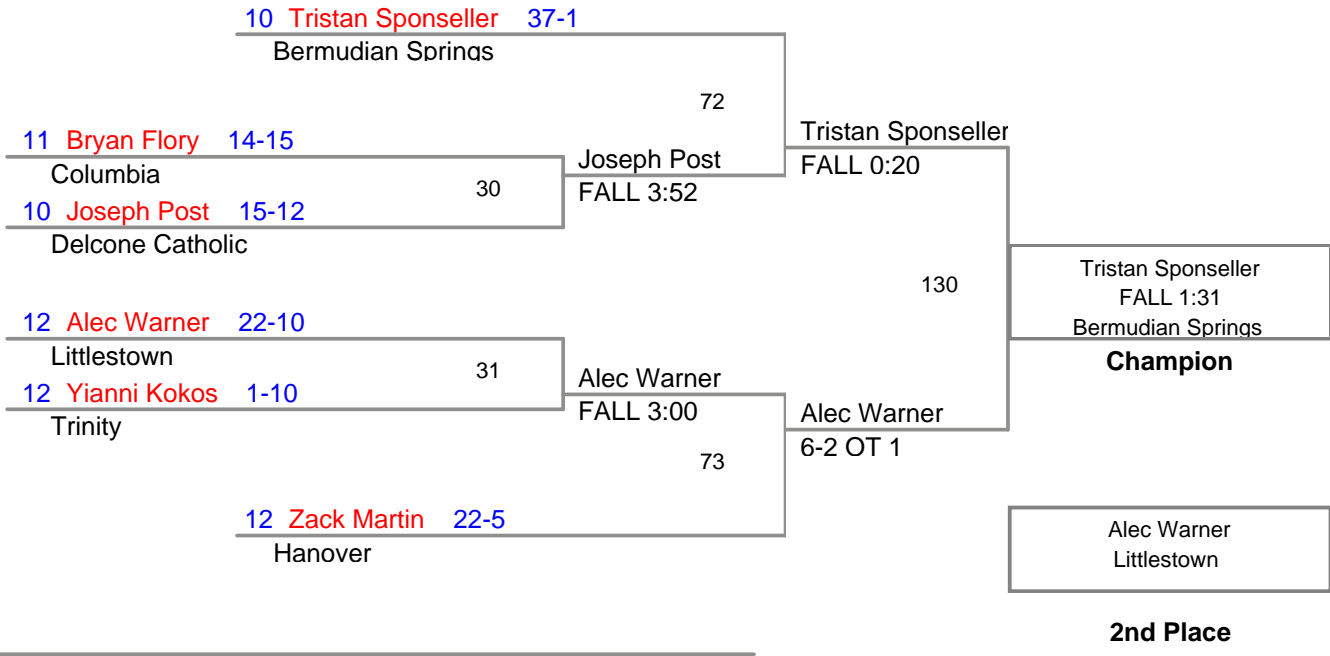 10 Tristan Sponseller 37-1
Bermudian Springs
72
11 Bryan Flory 14-15
Columbia
30
10 Joseph Post 15-12
Delcone Catholic
Joseph Post
FALL 3:52
Tristan Sponseller
FALL 0:20
130
12 Alec Warner 22-10
Littlestown
31
12 Yianni Kokos 1-10
Trinity
Alec Warner
FALL 3:00
73
12 Zack Martin 22-5
Hanover
Alec Warner
6-2 OT 1
Tristan Sponseller
FALL 1:31
Bermudian Springs
Champion
Alec Warner
Littlestown
2nd Place